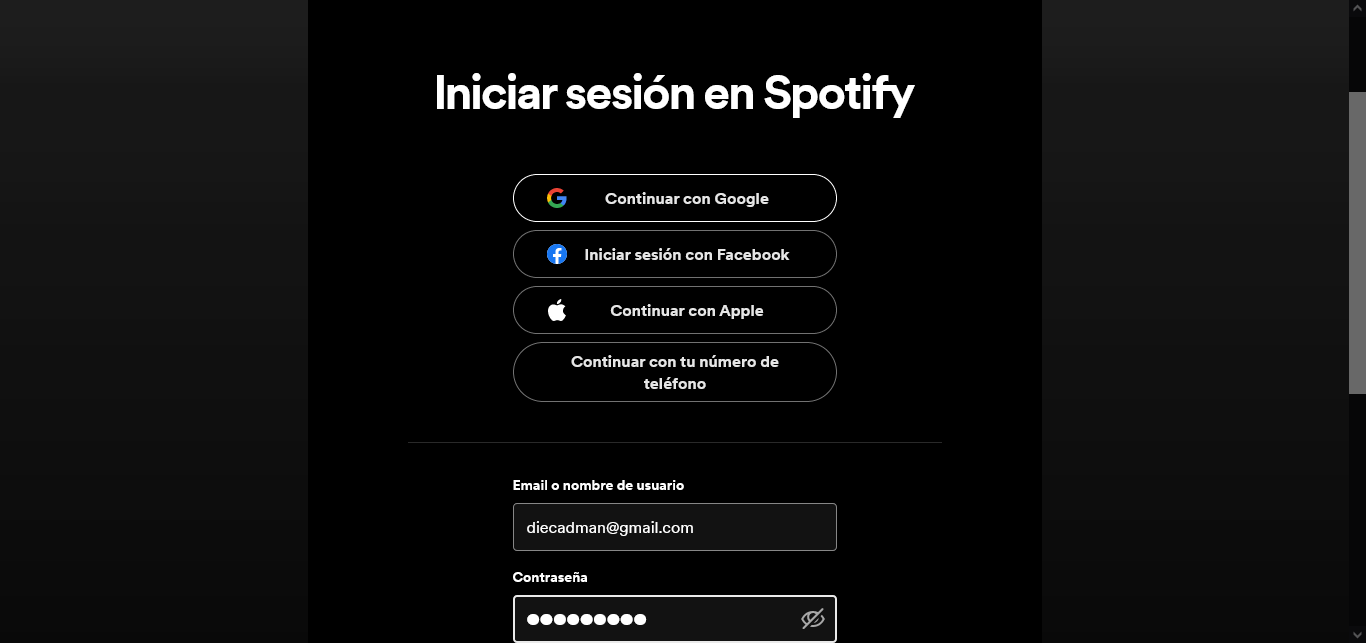 Iniciar sesión en Spotify
Continuar con Google
Iniciar sesión con Facebook
Continuar con Apple
Continuar con tu número de
teléfono
Email o nombre de usuario
diecadman@gmail.com
Contraseña
●●●●●●●●●